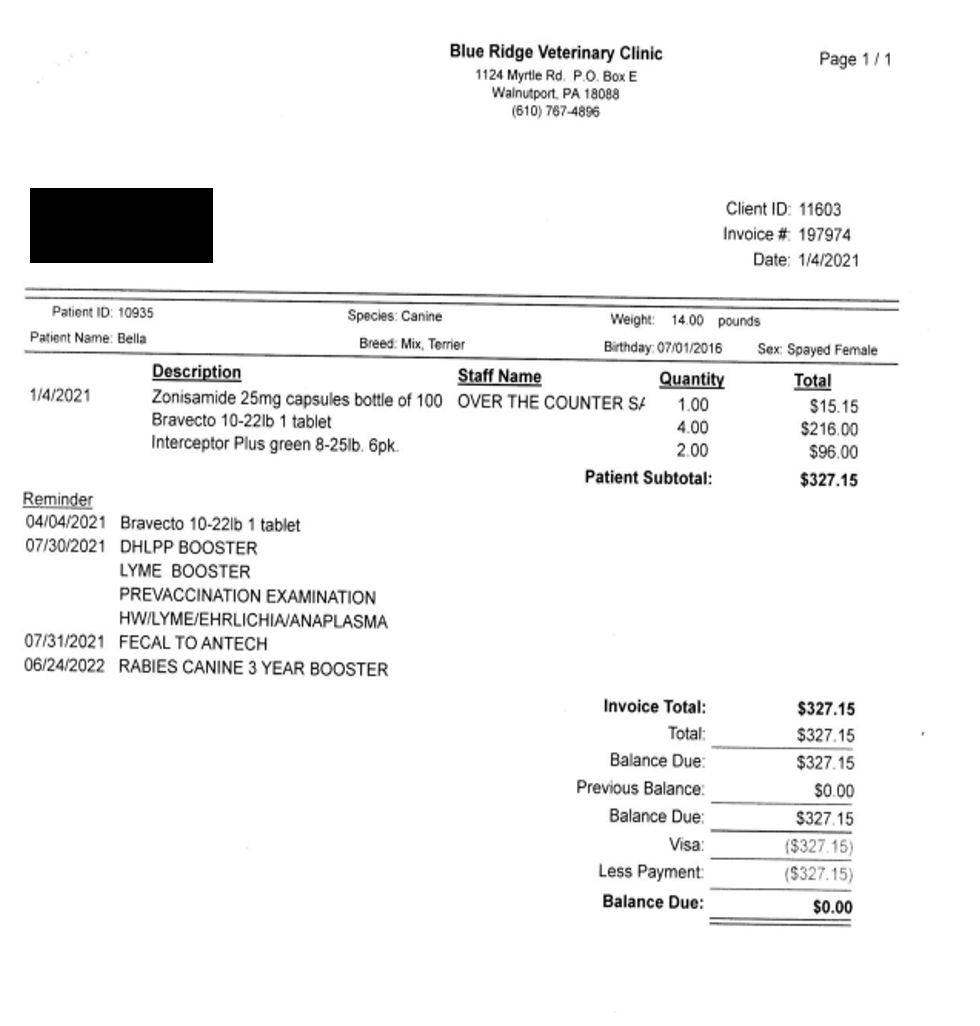 Blue Ridge Veterinary Clinic
Page 1 / 1
1124 Myrtle Rd. P.O. Box E
Walnutport, PA 18088
(610) 767-4896
Client ID: 11603
Invoice #: 197974
Date: 1/4/2021
Patient ID: 10935 Species: Canine Weight: 14.00 pounds
Patient Name: Bella Breed: Mix, Terrier Birthday: 07/01/2016 Sex: Spayed Female
Description Staff Name Quantity Total
1/4/2021 Zonisamide 25mg capsules bottle of 100 OVER THE COUNTER SA 1.00 $15.15
Bravecto 10-22lb 1 tablet 4.00 $216.00
Interceptor Plus green 8-25lb. 6pk. 2.00 $96.00
Patient Subtotal: $327.15
Reminder
04/04/2021 Bravecto 10-22lb 1 tablet
07/30/2021 DHLPP BOOSTER
LYME BOOSTER
PREVACCINATION EXAMINATION
HW/LYME/EHRLICHIA/ANAPLASMA
07/31/2021 FECAL TO ANTECH
06/24/2022 RABIES CANINE 3 YEAR BOOSTER
Invoice Total: $327.15
Total: $327.15
Balance Due: $327.15
Previous Balance: $0.00
Balance Due: $327.15
Visa: ($327.15)
Less Payment: ($327.15)
Balance Due: $0.00